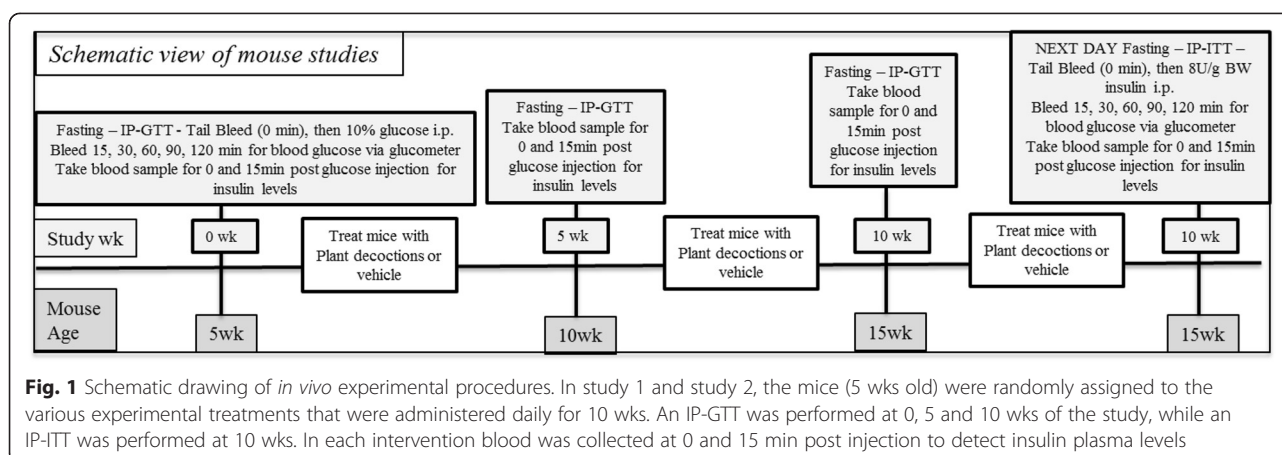 Schematic view of mouse studies
Fasting – IP-GTT - Tail Bleed (0 min), then 10% glucose i.p.
Bleed 15, 30, 60, 90, 120 min for blood glucose via glucometer
Take blood sample for 0 and 15min post glucose injection for
insulin levels
Fasting – IP-GTT
Take blood sample for
0 and 15min post
glucose injection for
insulin levels
Fasting – IP-GTT
Take blood
sample for 0 and
15min post
glucose injection
for insulin levels
NEXT DAY Fasting – IP-ITT –
Tail Bleed (0 min), then 8U/g BW
insulin i.p.
Bleed 15, 30, 60, 90, 120 min for
blood glucose via glucometer
Take blood sample for 0 and 15min
post glucose injection for insulin
levels
Study wk
0 wk
Treat mice with
Plant decoctions or
vehicle
5 wk
Treat mice with
Plant decoctions or
vehicle
10 wk
Treat mice with
Plant decoctions or
vehicle
10 wk
Mouse
Age
5wk
10wk
15wk
15wk
Fig. 1 Schematic drawing of in vivo experimental procedures. In study 1 and study 2, the mice (5 wks old) were randomly assigned to the
various experimental treatments that were administered daily for 10 wks. An IP-GTT was performed at 0, 5 and 10 wks of the study, while an
IP-ITT was performed at 10 wks. In each intervention blood was collected at 0 and 15 min post injection to detect insulin plasma levels